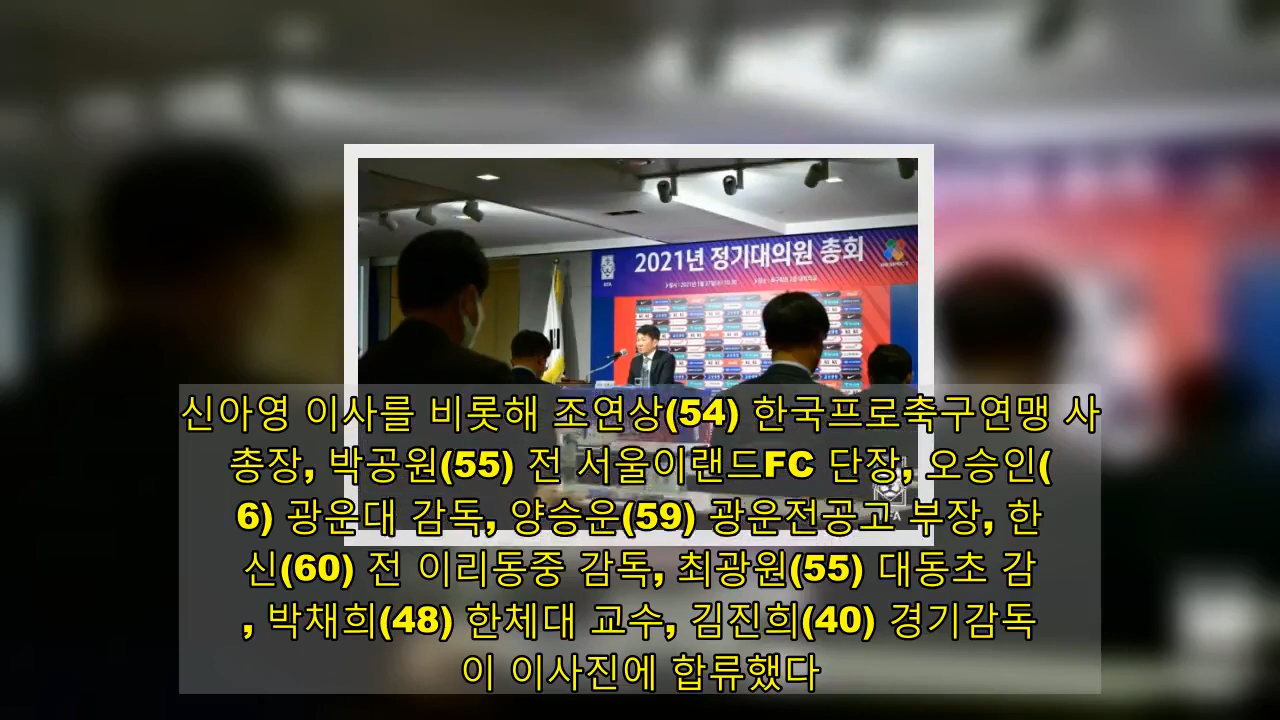 2021년 정기대의원 총회
KFA
신아영 이사를 비롯해 조연상(54) 한국프로축구연맹 사
총장, 박공원(55) 전 서울이랜드FC 단장, 오승인(
6) 광운대 감독, 양승운(59) 광운전공고 부장, 한
신(60) 전 이리동중 감독, 최광원(55) 대동초 감
, 박채희(48) 한체대 교수, 김진희(40) 경기감독
이 이사진에 합류했다